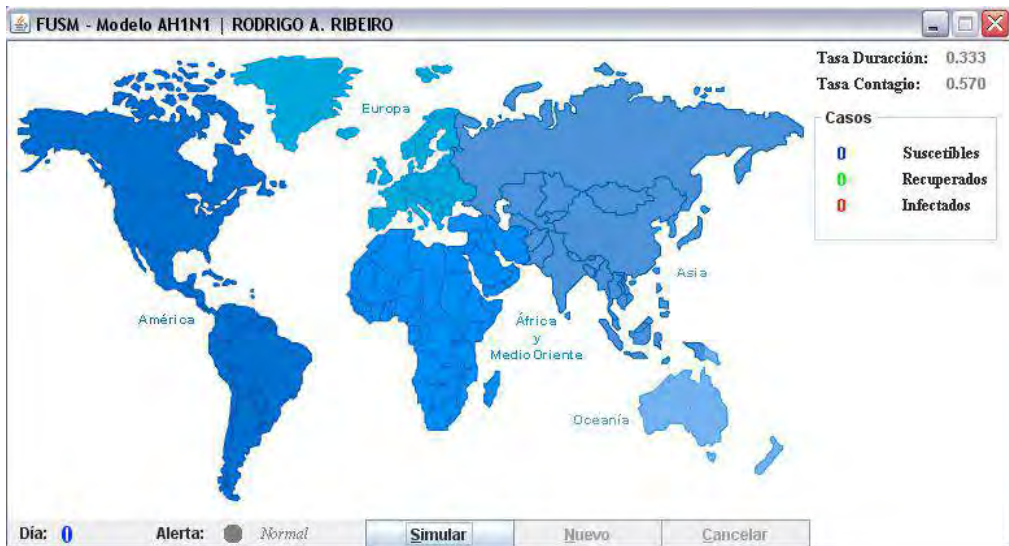 FUSM - Modelo AH1N1 | RODRIGO A. RIBEIRO
Tasa Duracción: 0.333
Tasa Contagio: 0.570
Casos
0 Suscetibles
0 Recuperados
0 Infectados
Europa
Asia
América
África
y
Medio Oriente
Oceanía
Día: 0 Alerta: Normal Simular Nuevo Cancelar